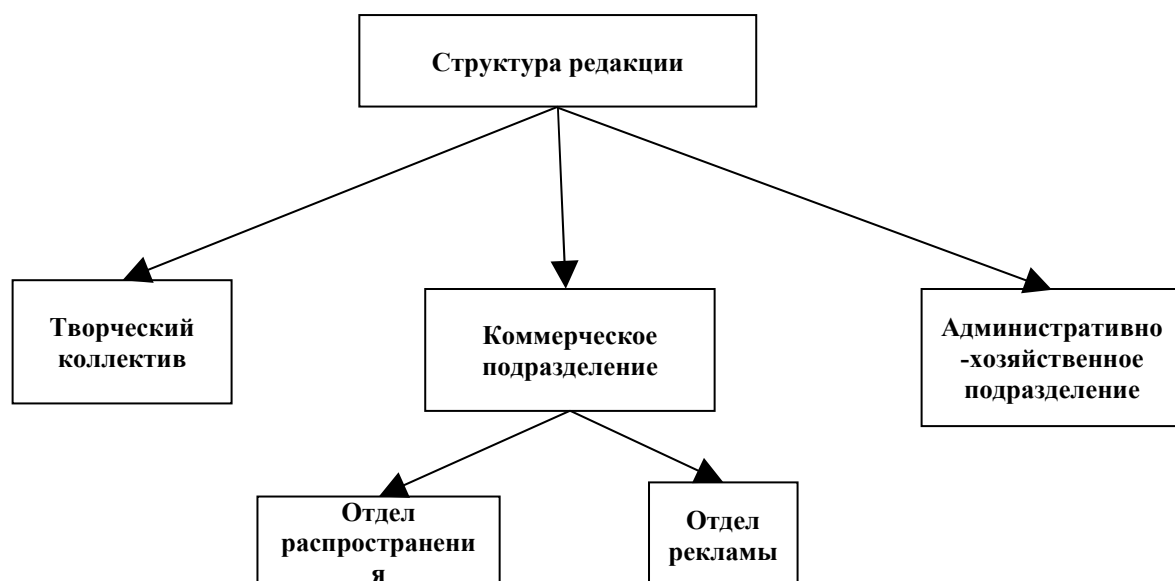 Структура редакции
Творческий
коллектив
Коммерческое
подразделение
Административно
-хозяйственное
подразделение
Отдел
распространени
я
Отдел
рекламы